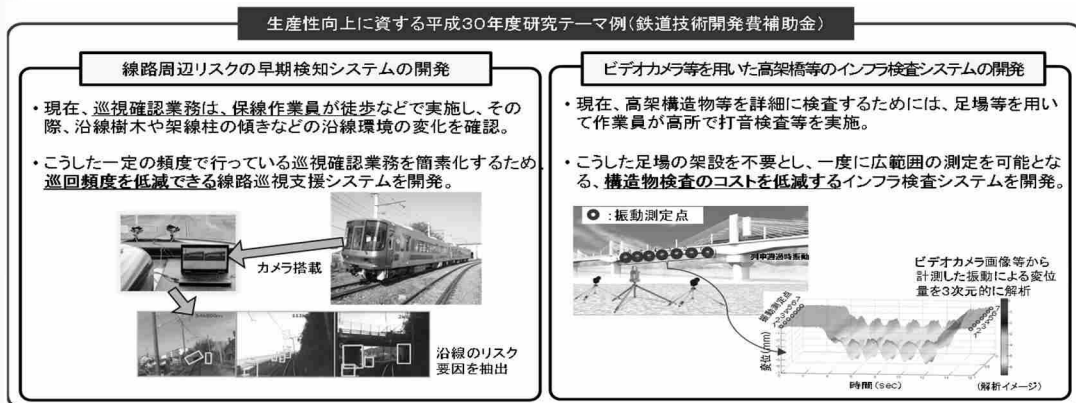 生産性向上に資する平成30年度研究テーマ例(鉄道技術開発費補助金)
線路周辺リスクの早期検知システムの開発
・現在、巡視確認業務は、保線作業員が徒歩などで実施し、その
際、沿線樹木や架線柱の傾きなどの沿線環境の変化を確認。
・こうした一定の頻度で行っている巡視確認業務を簡素化するため、
巡回頻度を低減できる線路巡視支援システムを開発。
カメラ搭載
沿線のリスク
要因を抽出
ビデオカメラ等を用いた高架橋等のインフラ検査システムの開発
・現在、高架構造物等を詳細に検査するためには、足場等を用い
て作業員が高所で打音検査等を実施。
・こうした足場の架設を不要とし、一度に広範囲の測定を可能とな
る、構造物検査のコストを低減するインフラ検査システムを開発。
:振動測定点
列車通過時振動
ビデオカメラ画像等から
計測した振動による変位
量を3次元的に解析
振動測定点
変位(mm)
時間(sec)
(解析イメージ)